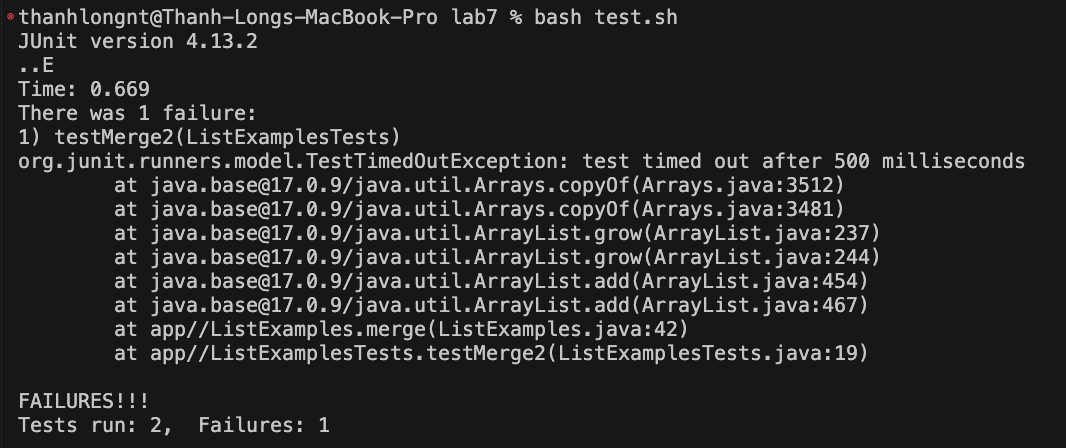 thanhlongnt@Thanh-Longs-MacBook-Pro lab7 % bash test.sh
JUnit version 4.13.2
..E
Time: 0.669
There was 1 failure:
1) testMerge2(ListExamplesTests)
org.junit.runners.model.TestTimedOutException: test timed out after 500 milliseconds
        at java.base@17.0.9/java.util.Arrays.copyOf(Arrays.java:3512)
        at java.base@17.0.9/java.util.Arrays.copyOf(Arrays.java:3481)
        at java.base@17.0.9/java.util.ArrayList.grow(ArrayList.java:237)
        at java.base@17.0.9/java.util.ArrayList.grow(ArrayList.java:244)
        at java.base@17.0.9/java.util.ArrayList.add(ArrayList.java:454)
        at java.base@17.0.9/java.util.ArrayList.add(ArrayList.java:467)
        at app//ListExamples.merge(ListExamples.java:42)
        at app//ListExamplesTests.testMerge2(ListExamplesTests.java:19)

FAILURES!!!
Tests run: 2,  Failures: 1